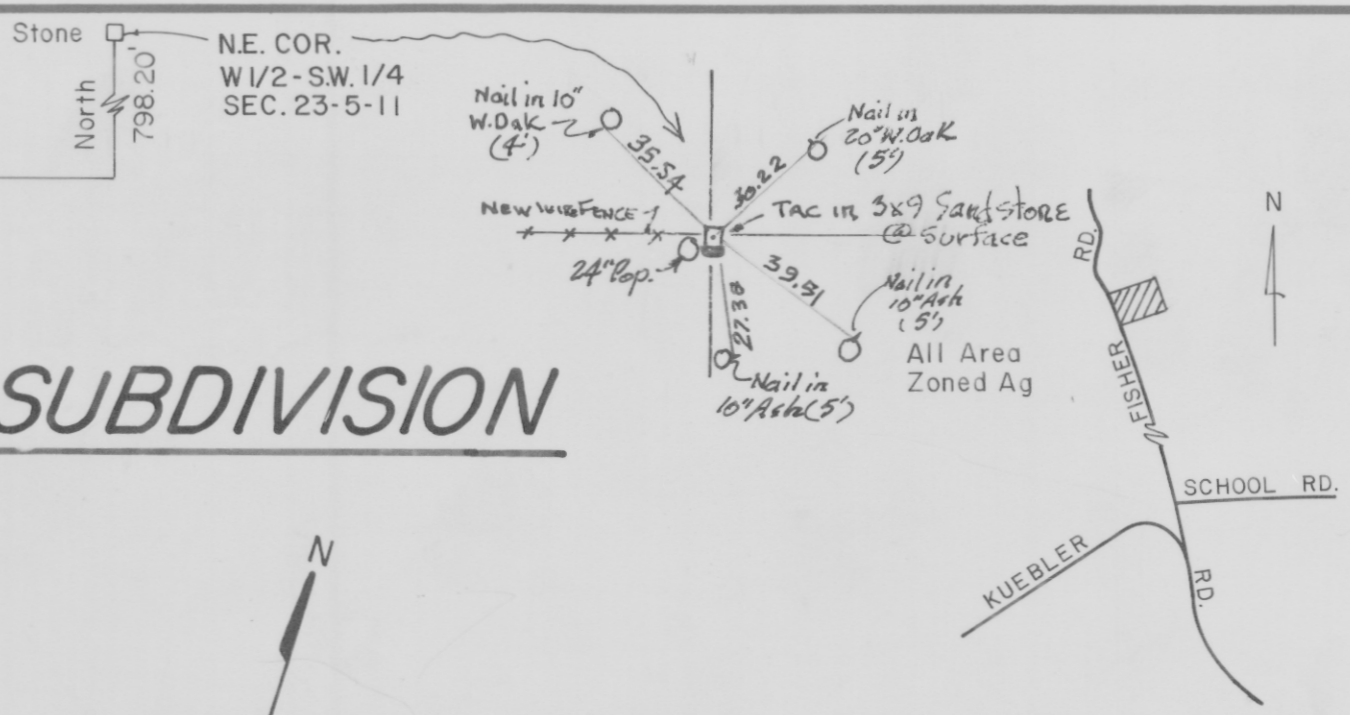 Stone
North
798.20'
N.E. COR.
W 1/2 - S.W. 1/4
SEC. 23-5-11
Nail in 10"
W.Oak
(4')
35.54
Nail in
20" W.Oak
(5')
30.22
NEW WIRE FENCE
TAC IN 3x9 Sandstone
@ Surface
24" Pop.
39.51
Nail in
10" Ash
(5')
27.38
Nail in
10" Ash (5')
All Area
Zoned Ag
SUBDIVISION
N
N
RD.
FISHER
SCHOOL RD.
KUEBLER
RD.